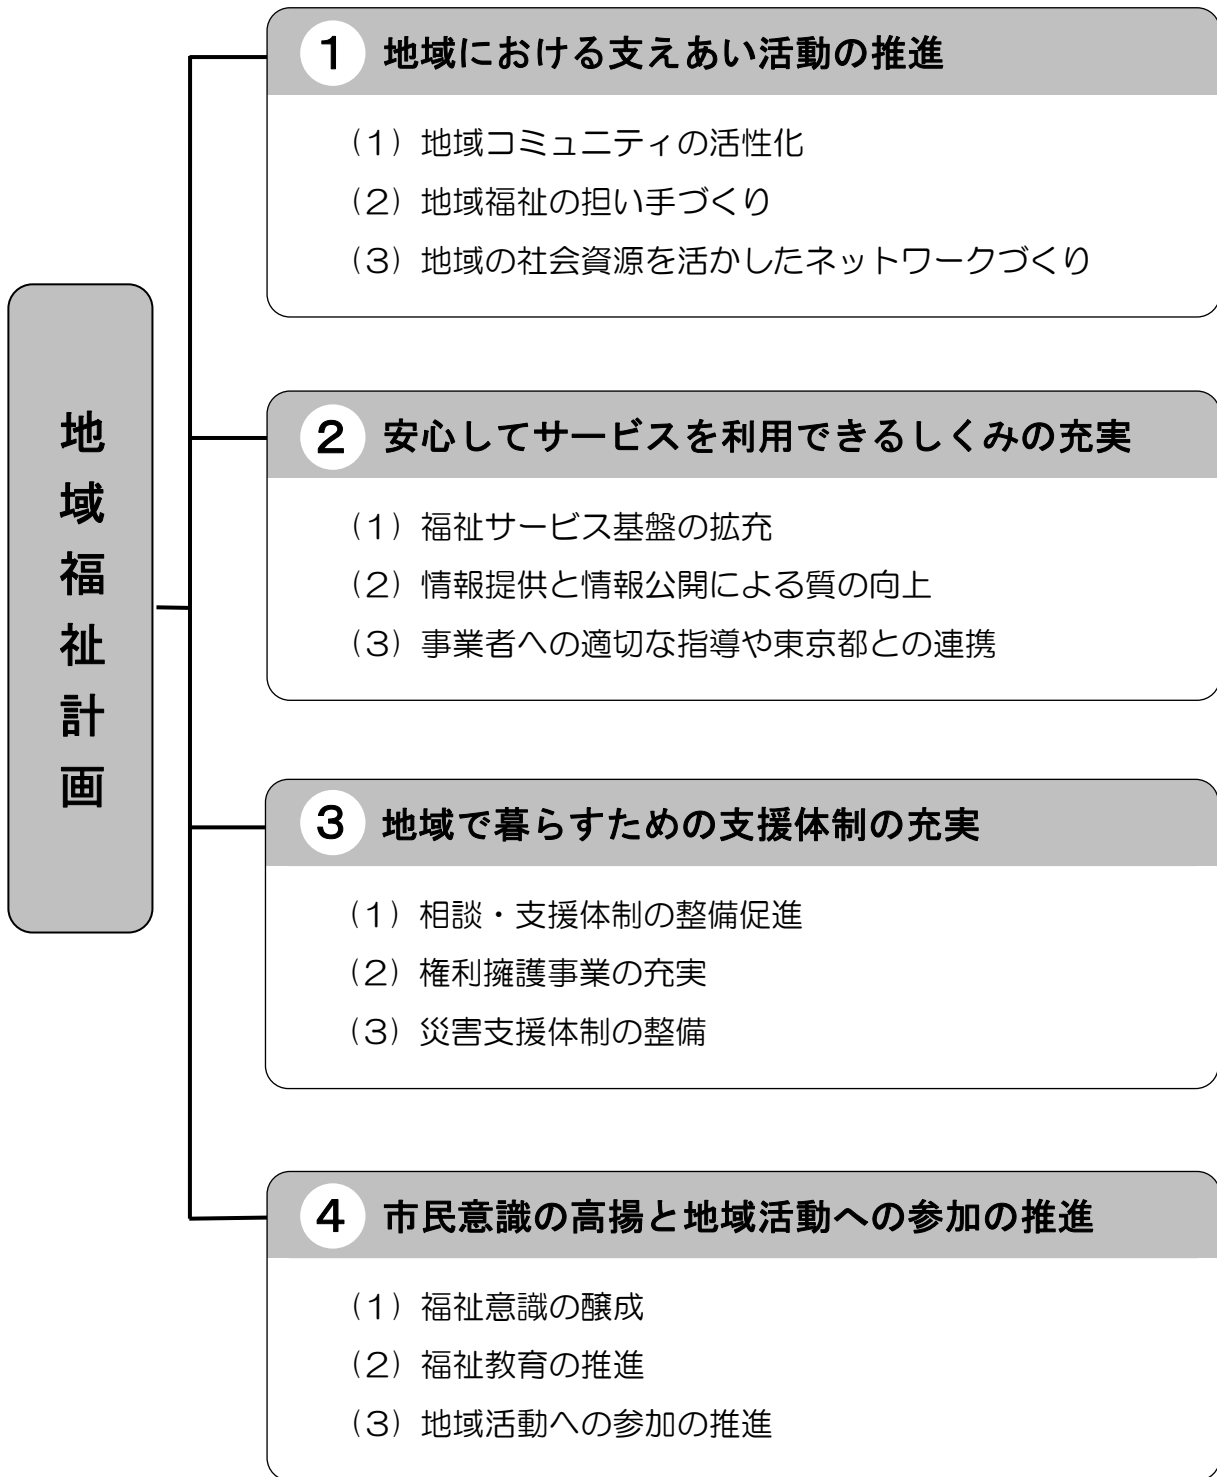 地域福祉計画
1 地域における支えあい活動の推進
（１）地域コミュニティの活性化
（２）地域福祉の担い手づくり
（３）地域の社会資源を活かしたネットワークづくり
2 安心してサービスを利用できるしくみの充実
（１）福祉サービス基盤の拡充
（２）情報提供と情報公開による質の向上
（３）事業者への適切な指導や東京都との連携
3 地域で暮らすための支援体制の充実
（１）相談・支援体制の整備促進
（２）権利擁護事業の充実
（３）災害支援体制の整備
4 市民意識の高揚と地域活動への参加の推進
（１）福祉意識の醸成
（２）福祉教育の推進
（３）地域活動への参加の推進